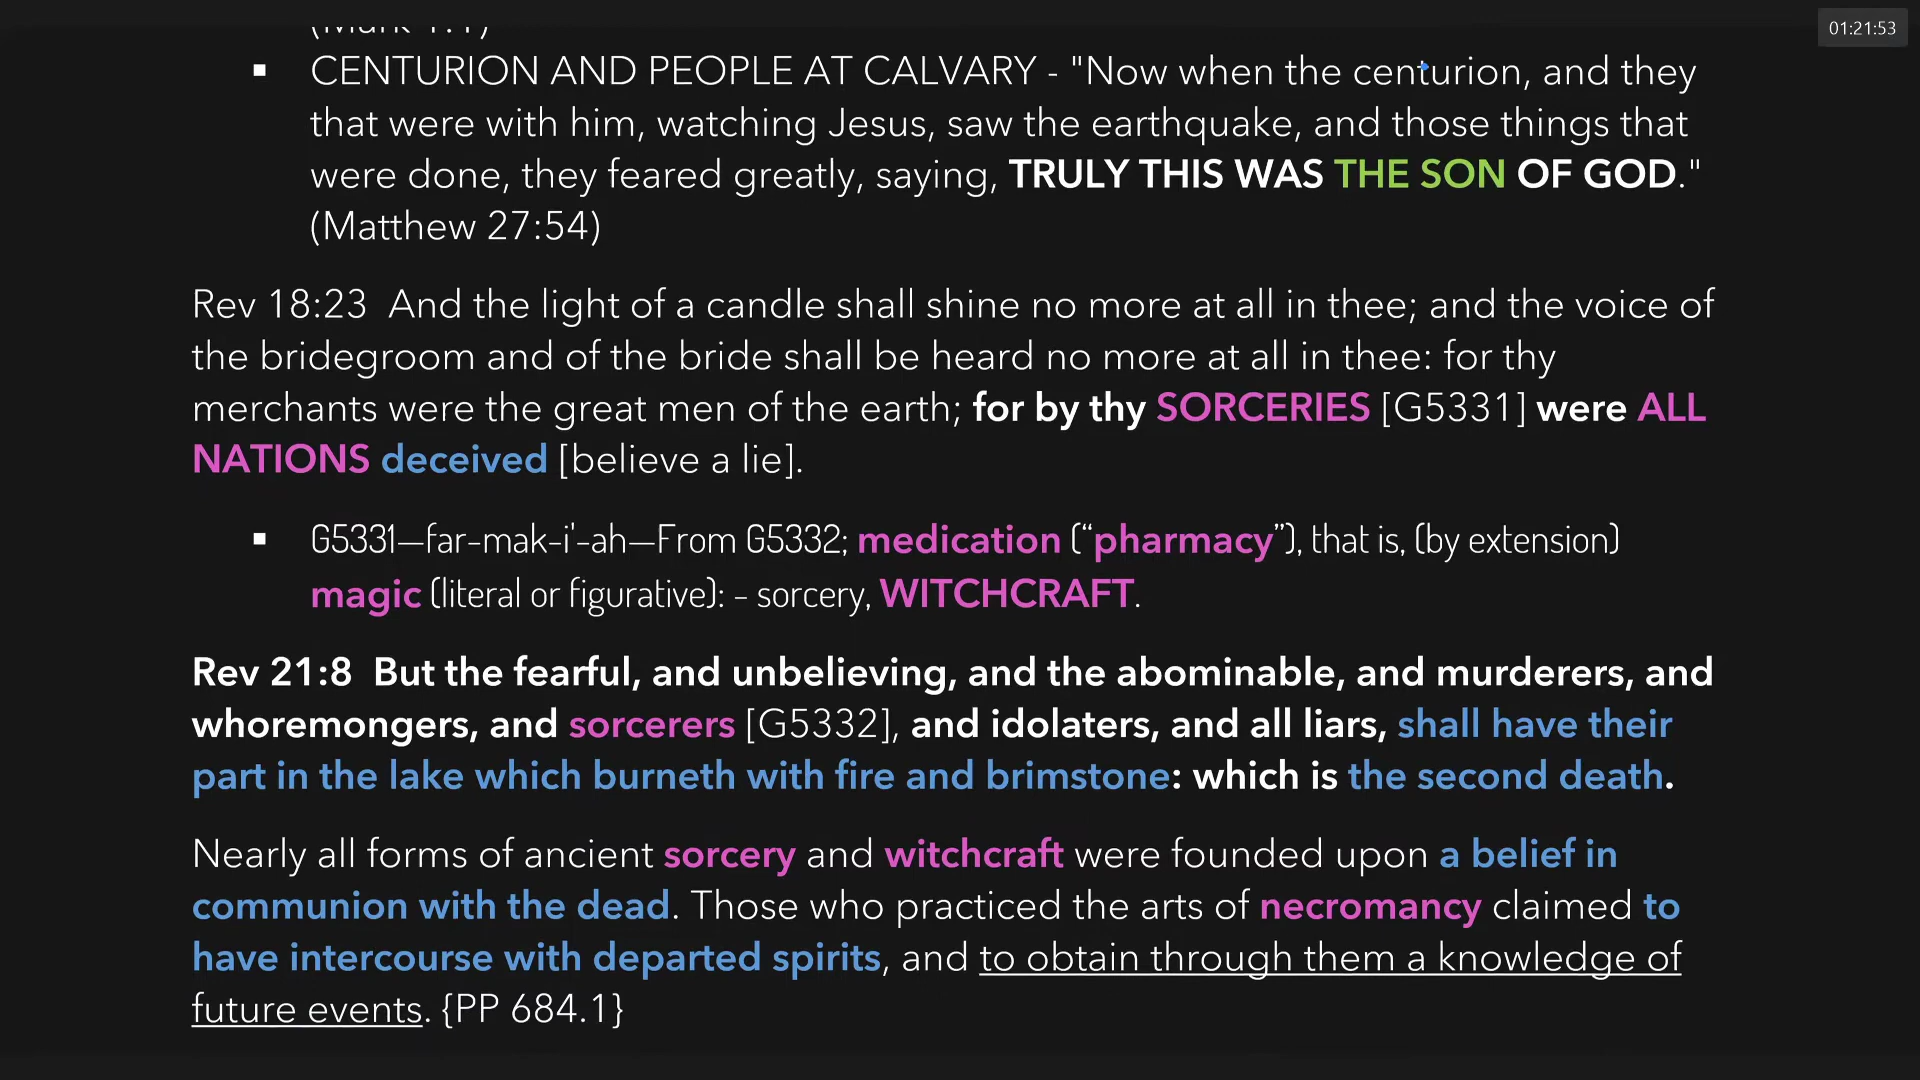 01:21:53
▪ CENTURION AND PEOPLE AT CALVARY - "Now when the centurion, and they
that were with him, watching Jesus, saw the earthquake, and those things that
were done, they feared greatly, saying, TRULY THIS WAS THE SON OF GOD."
(Matthew 27:54)
Rev 18:23  And the light of a candle shall shine no more at all in thee; and the voice of
the bridegroom and of the bride shall be heard no more at all in thee: for thy
merchants were the great men of the earth; for by thy SORCERIES [G5331] were ALL
NATIONS deceived [believe a lie].
▪ G5331—far-mak-i'-ah—From G5332; medication (“pharmacy”), that is, (by extension)
magic (literal or figurative): – sorcery, WITCHCRAFT.
Rev 21:8  But the fearful, and unbelieving, and the abominable, and murderers, and
whoremongers, and sorcerers [G5332], and idolaters, and all liars, shall have their
part in the lake which burneth with fire and brimstone: which is the second death.
Nearly all forms of ancient sorcery and witchcraft were founded upon a belief in
communion with the dead. Those who practiced the arts of necromancy claimed to
have intercourse with departed spirits, and to obtain through them a knowledge of
future events. {PP 684.1}